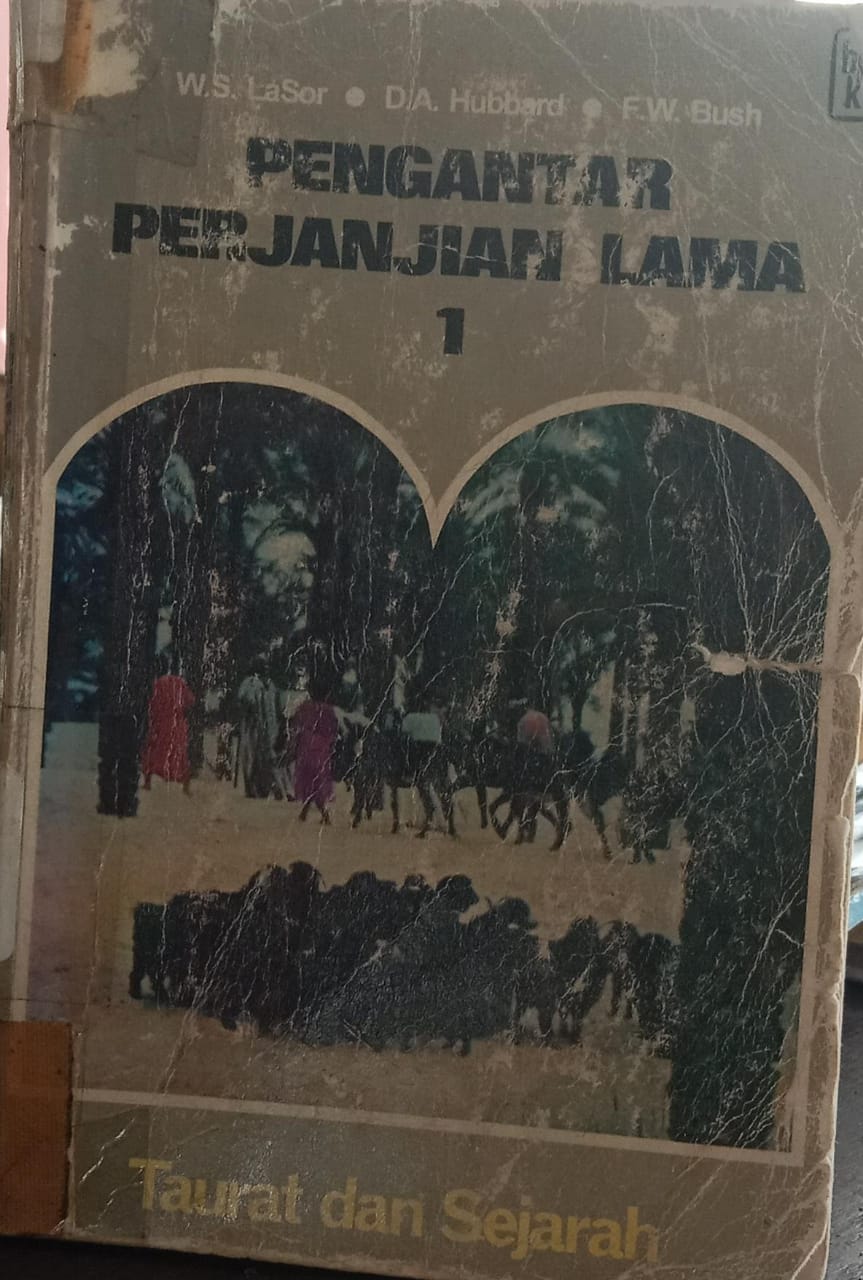 W.S. LaSor ● D.A. Hubbard ● F.W. Bush
PENGANTAR
PERJANJIAN LAMA
1
Taurat dan Sejarah